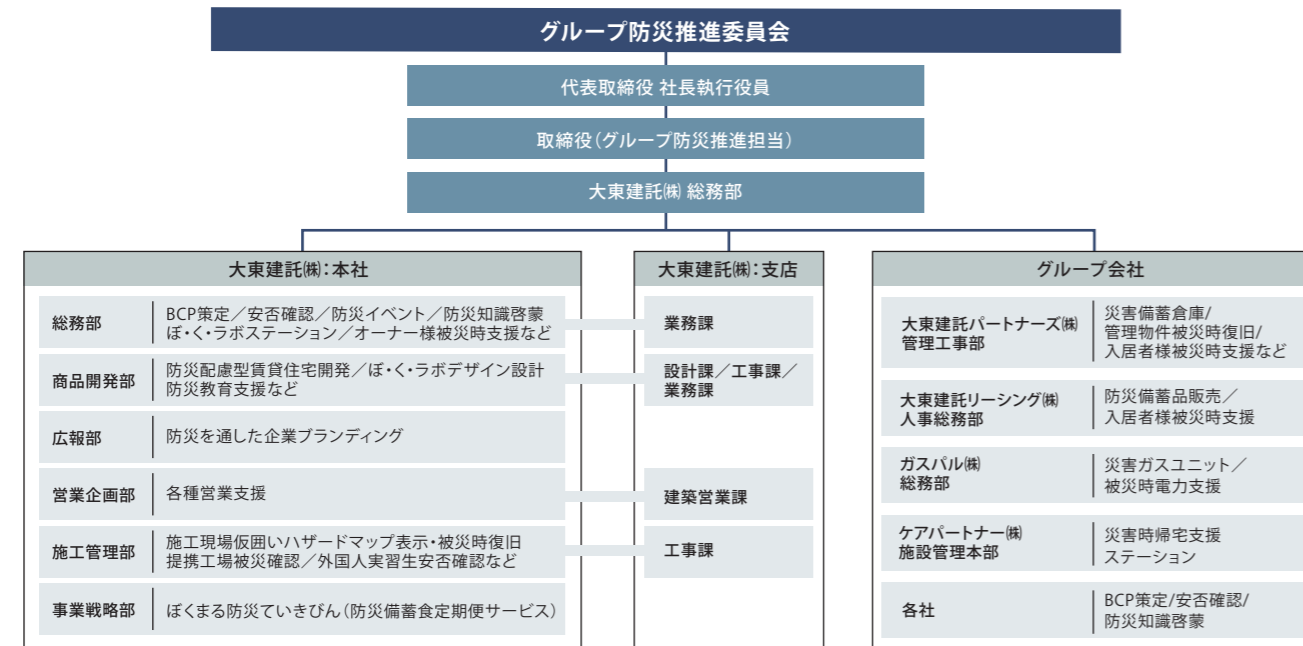 グループ防災推進委員会
代表取締役 社長執行役員
取締役（グループ防災推進担当）
大東建託㈱ 総務部
大東建託㈱：本社
総務部
BCP策定／安否確認／防災イベント／防災知識啓蒙
ぼ・く・ラボステーション／オーナー様被災時支援など
商品開発部
防災配慮型賃貸住宅開発／ぼ・く・ラボデザイン設計
防災教育支援など
広報部
防災を通した企業ブランディング
営業企画部
各種営業支援
施工管理部
施工現場仮囲いハザードマップ表示・被災時復旧
提携工場被災確認／外国人実習生安否確認など
事業戦略部
ぼくまる防災ていきびん（防災備蓄食定期便サービス）
大東建託㈱：支店
業務課
設計課／工事課／
業務課
建築営業課
工事課
グループ会社
大東建託パートナーズ㈱
管理工事部
災害備蓄倉庫/
管理物件被災時復旧/
入居者様被災時支援など
大東建託リーシング㈱
人事総務部
防災備蓄品販売／
入居者様被災時支援
ガスパル㈱
総務部
災害ガスユニット／
被災時電力支援
ケアパートナー㈱
施設管理本部
災害時帰宅支援
ステーション
各社
BCP策定/安否確認/
防災知識啓蒙